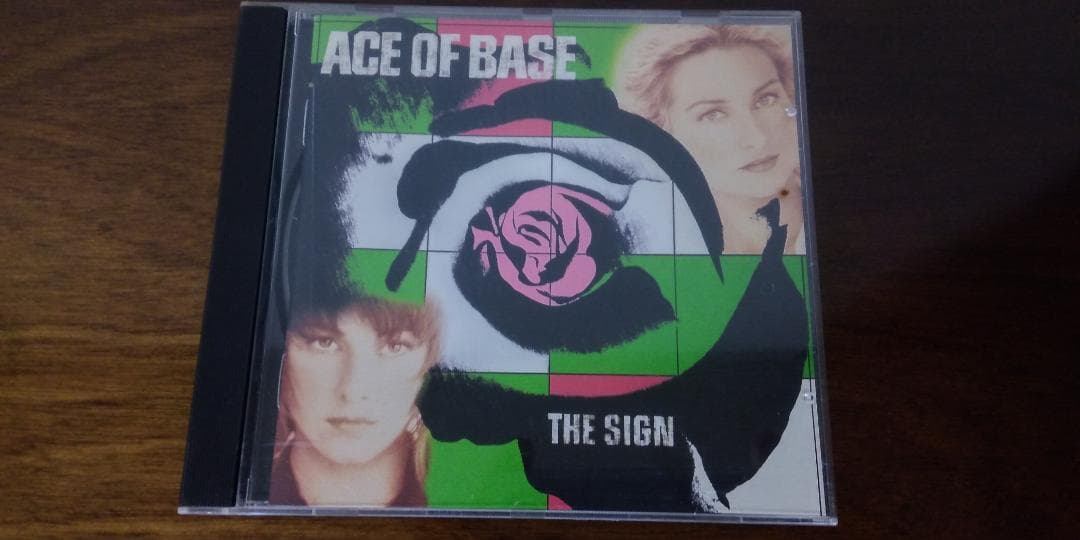 ACE OF BASE
THE SIGN